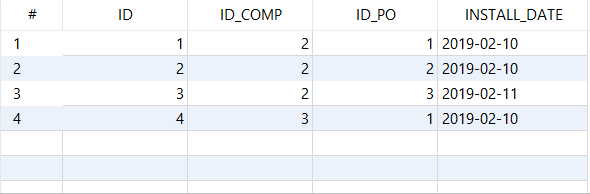 # ID ID_COMP ID_PO INSTALL_DATE
1 1 2 1 2019-02-10
2 2 2 2 2019-02-10
3 3 2 3 2019-02-11
4 4 3 1 2019-02-10